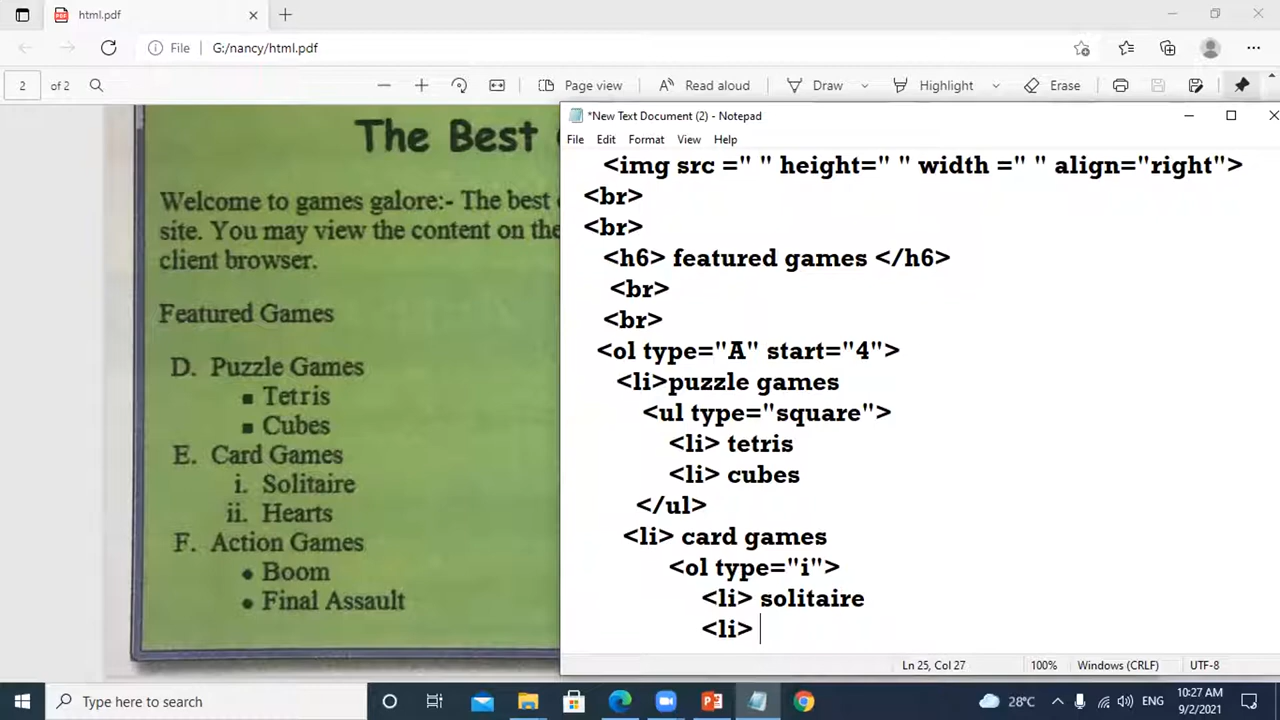 html.pdf
File G:/nancy/html.pdf
2 of 2 Page view Read aloud Draw Highlight Erase
The Best
Welcome to games galore:- The best
site. You may view the content on the
client browser.
Featured Games
D. Puzzle Games
Tetris
Cubes
E. Card Games
i. Solitaire
ii. Hearts
F. Action Games
Boom
Final Assault
*New Text Document (2) - Notepad
File Edit Format View Help
<img src =" " height=" " width =" " align="right">
<br>
<br>
<h6> featured games </h6>
<br>
<br>
<ol type="A" start="4">
<li>puzzle games
<ul type="square">
<li> tetris
<li> cubes
</ul>
<li> card games
<ol type="i">
<li> solitaire
<li>
Ln 25, Col 27 100% Windows (CRLF) UTF-8
Type here to search 28°C ENG 10:27 AM
9/2/2021